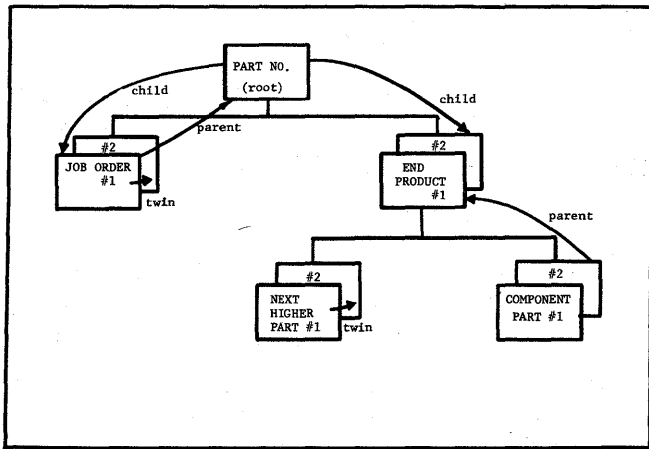 PART NO.
(root)
child
child
parent
#2
JOB ORDER
#1
twin
#2
END
PRODUCT
#1
parent
#2
NEXT
HIGHER
PART #1
twin
#2
COMPONENT
PART #1